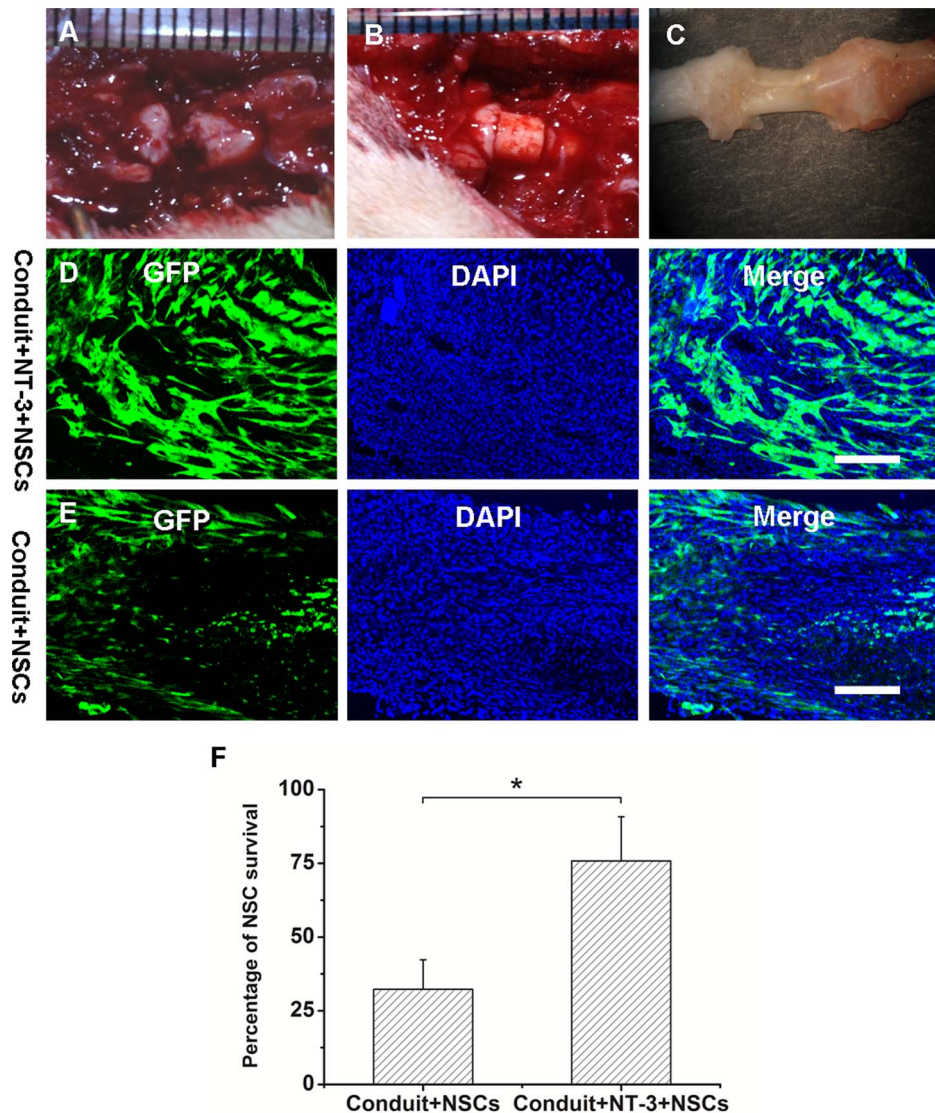 A
B
C
Conduit+NT-3+NSCs
D
GFP
DAPI
Merge
Conduit+NSCs
E
GFP
DAPI
Merge
F
Percentage of NSC survival
100
75
50
25
0
*
Conduit+NSCs
Conduit+NT-3+NSCs